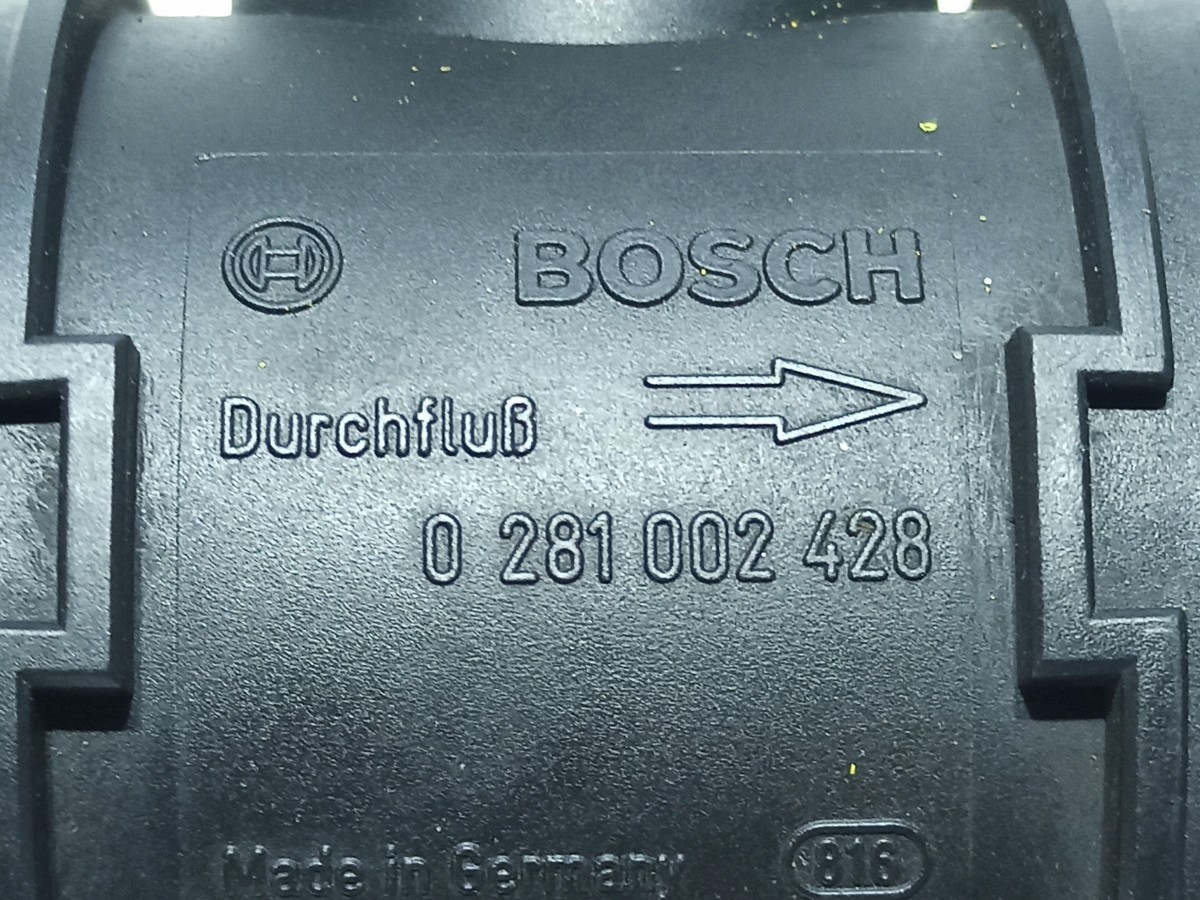 BOSCH
Durchfluß
0 281 002 428
Made in Germany 816